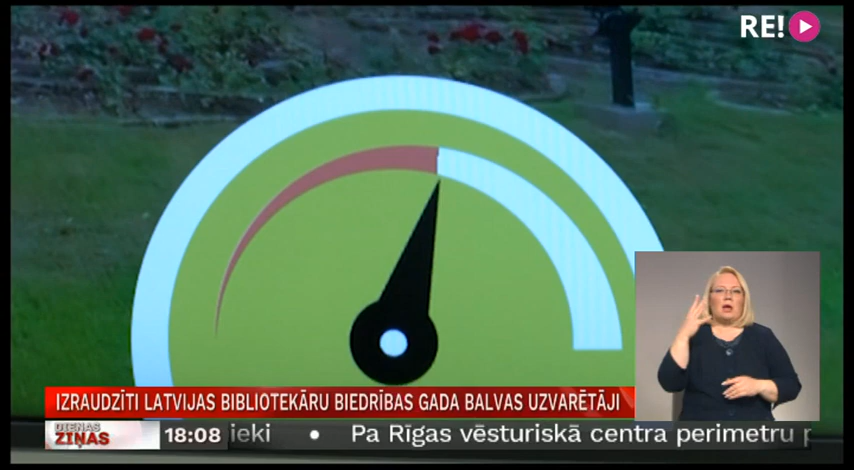 RE!
IZRAUDZĪTI LATVIJAS BIBLIOTEKĀRU BIEDRĪBAS GADA BALVAS UZVARĒTĀJI
DIENAS
ZIŅAS
18:08 ieki • Pa Rīgas vēsturiskā centra perimetru p